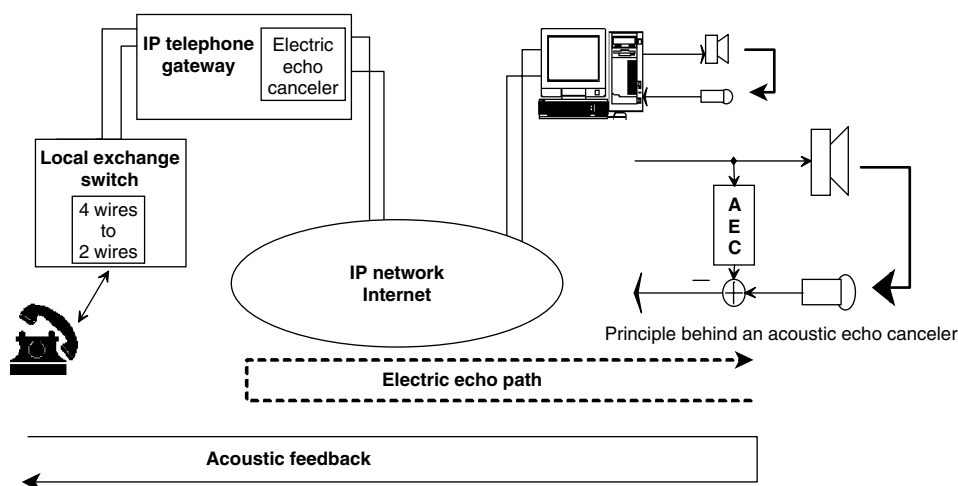 IP telephone
gateway
Electric
echo
canceler
Local exchange
switch
4 wires
to
2 wires
IP network
Internet
A
E
C
Principle behind an acoustic echo canceler
Electric echo path
Acoustic feedback